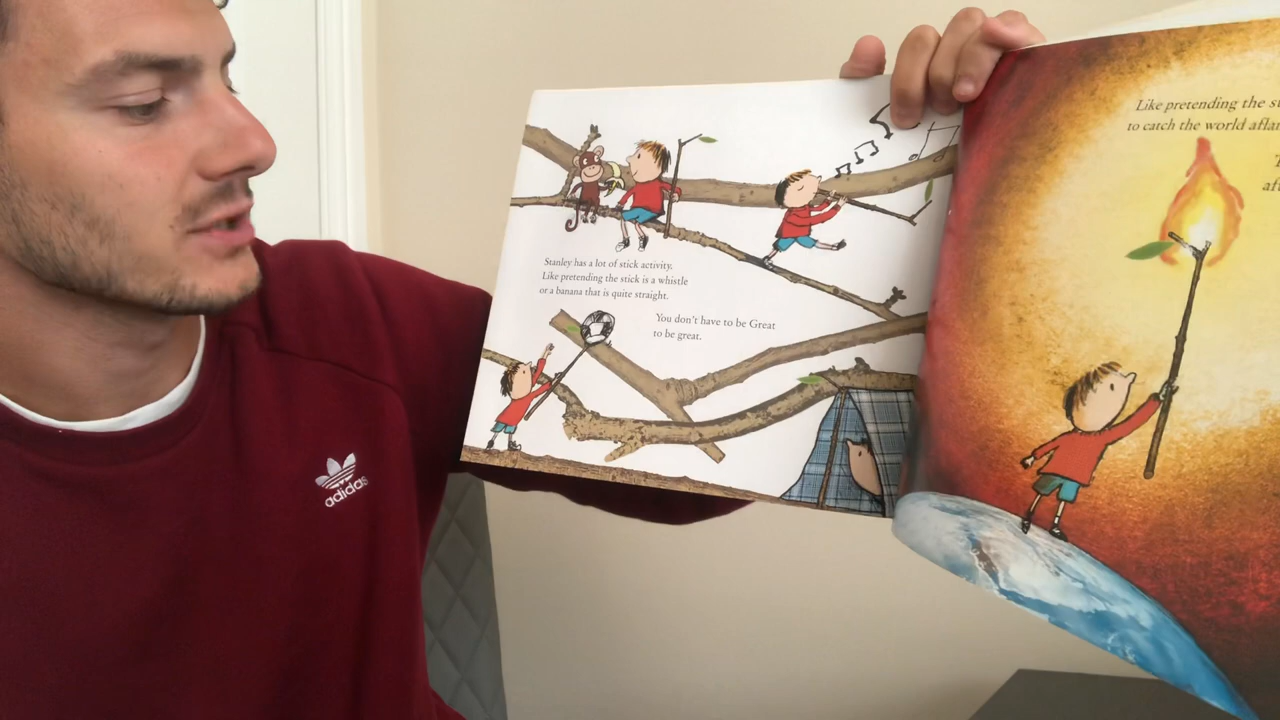 Stanley has a lot of stick activity.
Like pretending the stick is a whistle
or a banana that is quite straight.
You don't have to be Great
to be great.
Like pretending the
to catch the world
adidas